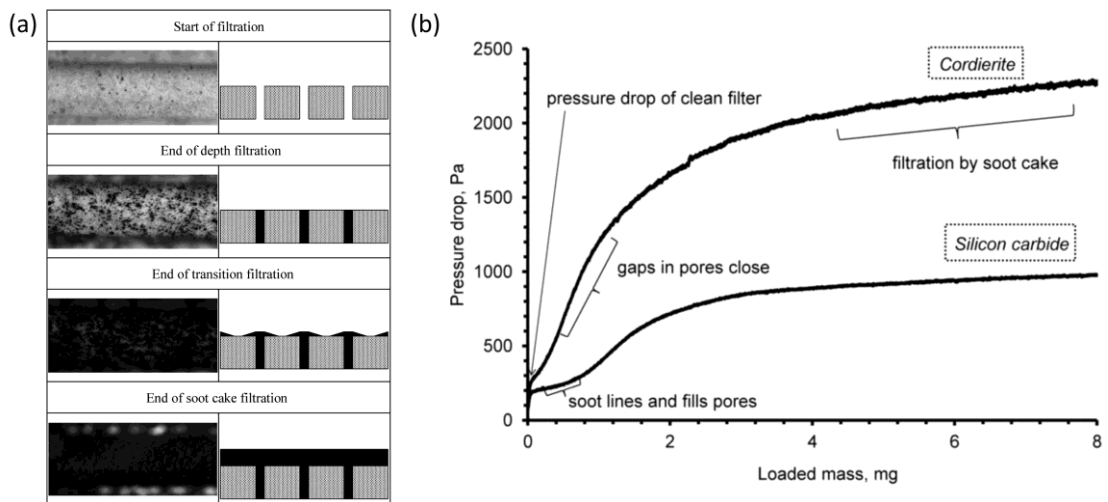 (a)
Start of filtration
End of depth filtration
End of transition filtration
End of soot cake filtration
(b)
2500
2000
1500
1000
500
0
Pressure drop, Pa
0
2
4
6
8
Loaded mass, mg
Cordierite
pressure drop of clean filter
filtration by soot cake
Silicon carbide
gaps in pores close
soot lines and fills pores